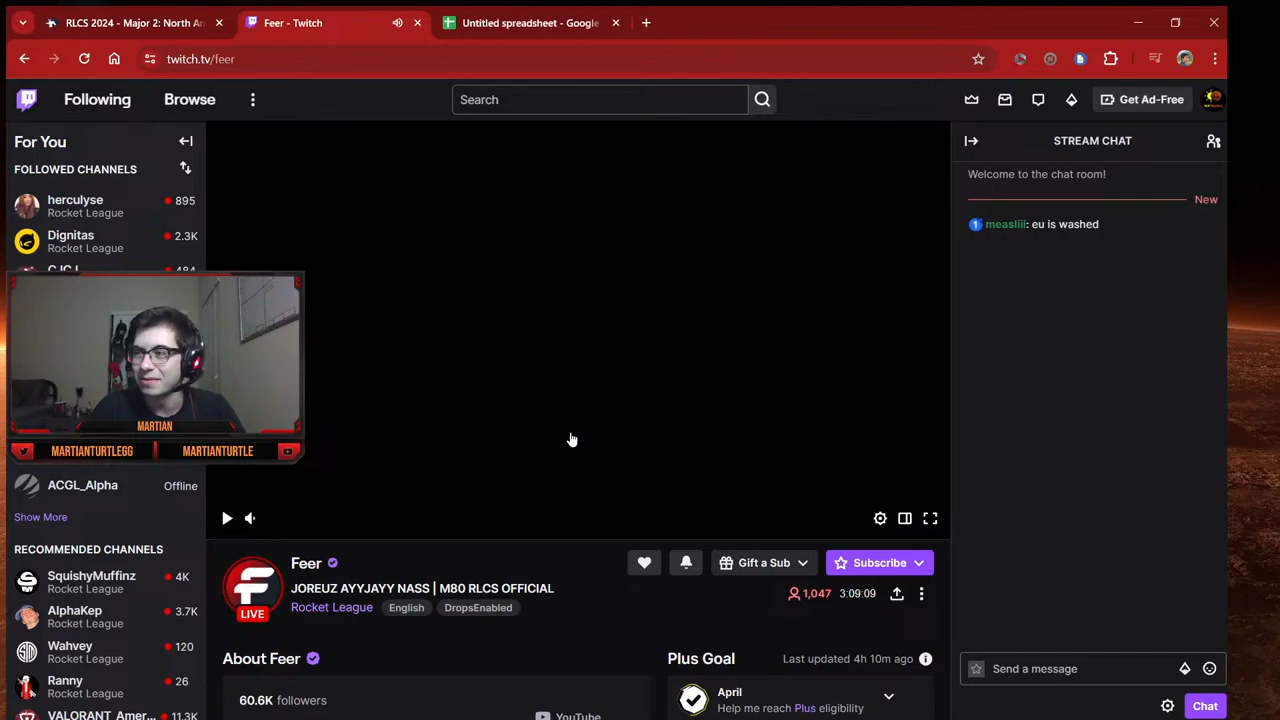 RLCS 2024 - Major 2: North An
Feer - Twitch
Untitled spreadsheet - Google
twitch.tv/feer
Following
Browse
Search
Get Ad-Free
For You
STREAM CHAT
FOLLOWED CHANNELS
Welcome to the chat room!
New
herculyse
895
Rocket League
measliii: eu is washed
Dignitas
2.3K
Rocket League
484
MARTIAN
MARTIANTURTLEGG
MARTIANTURTLE
ACGL_Alpha
Offline
Show More
RECOMMENDED CHANNELS
SquishyMuffinz
4K
Rocket League
AlphaKep
3.7K
Rocket League
Wahvey
120
Rocket League
Ranny
26
Rocket League
VALORANT_Amer...
11.3K
Feer
LIVE
JOREUZ AYYJAYY NASS | M80 RLCS OFFICIAL
Rocket League
English
DropsEnabled
Gift a Sub
Subscribe
1,047
3:09:09
About Feer
60.6K followers
YouTube
Plus Goal
Last updated 4h 10m ago
April
Help me reach Plus eligibility
Send a message
Chat